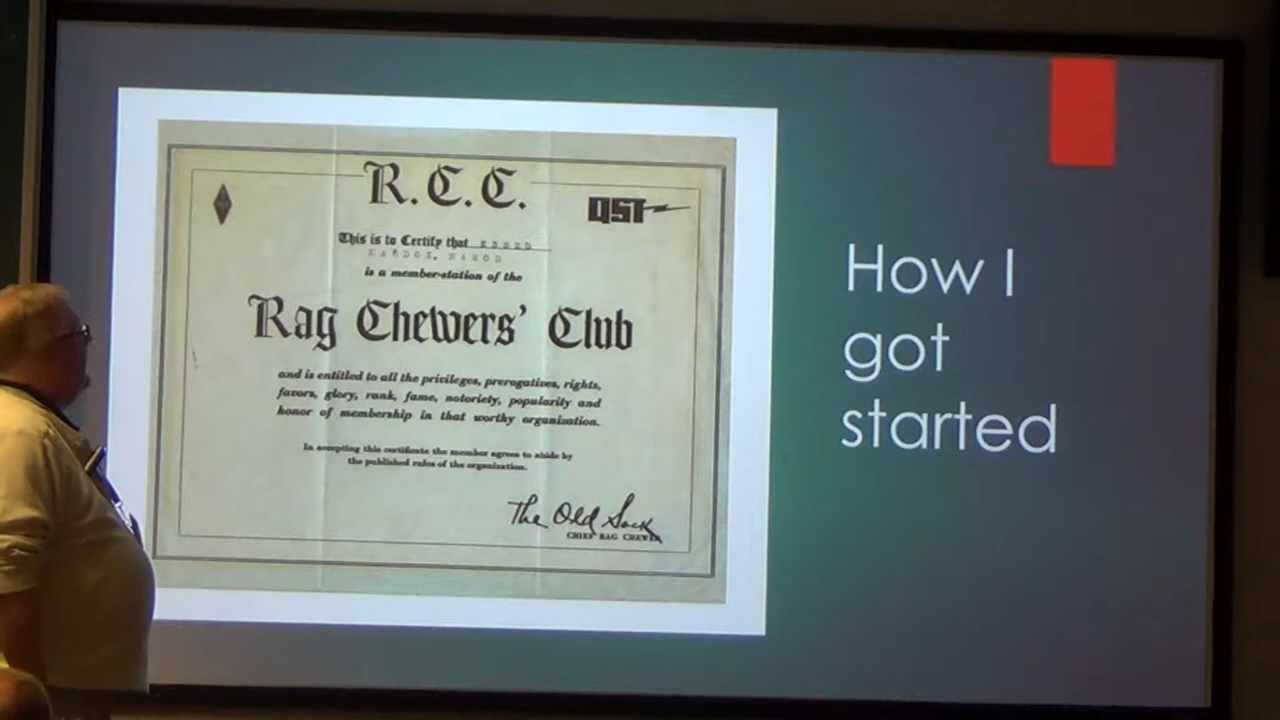 R.C.C.
QST
This is to Certify that
is a member-station of the
Rag Chewers' Club
and is entitled to all the privileges, prerogatives, rights,
favors, glory, rank, fame, notoriety, popularity and
honor of membership in that worthy organization.
In accepting this certificate the member agrees to abide by
the published rules of the organization.
The Old Sock
CHIEF RAG CHEWER
How I
got
started